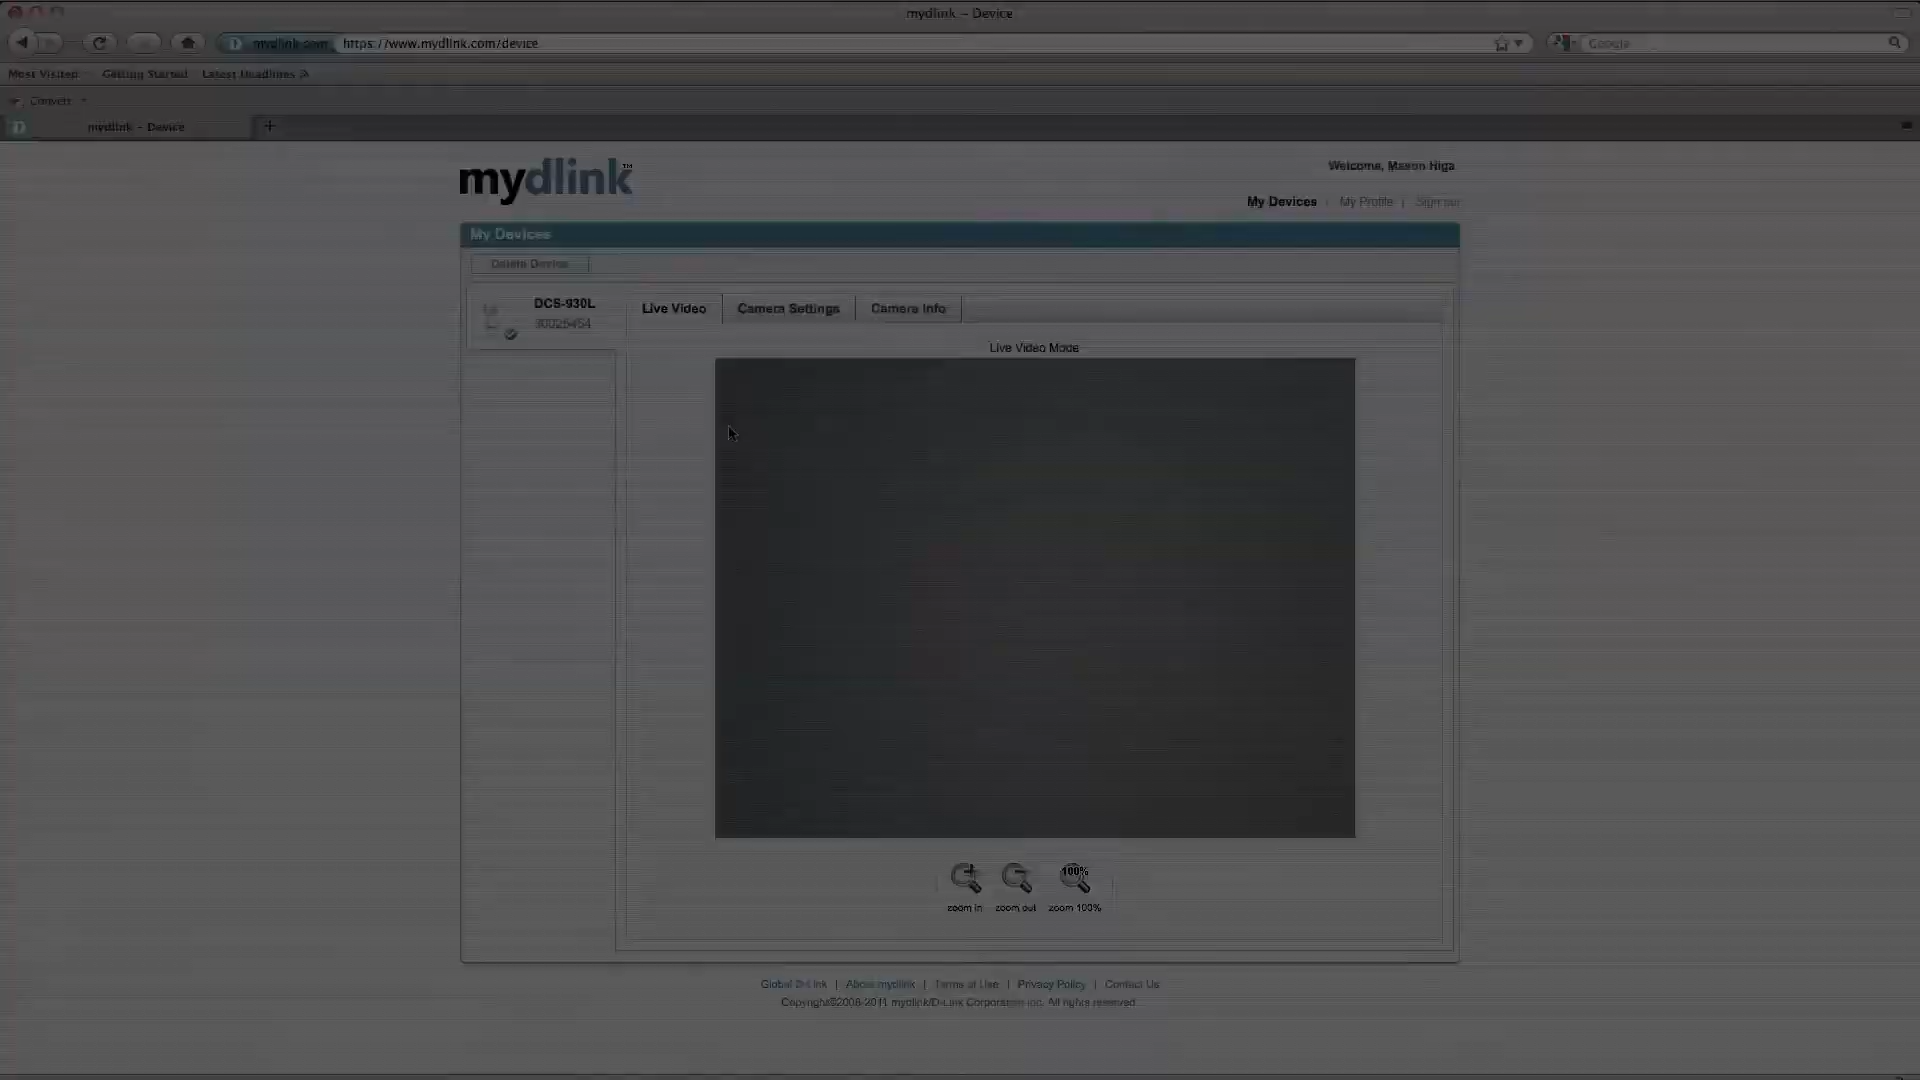 mydlink – Device
mydlink.com https://www.mydlink.com/device
Google
Most Visited Getting Started Latest Headlines
Convert
mydlink – Device
mydlink™
Welcome, Mason Higa
My Devices | My Profile | Sign out
My Devices
Delete Device
DCS-930L
Live Video Camera Settings Camera Info
Live Video Mode
100%
zoom in zoom out zoom 100%
Global D-Link | About mydlink | Terms of Use | Privacy Policy | Contact Us
Copyright©2008-2011 mydlink/D-Link Corporation Inc. All rights reserved.